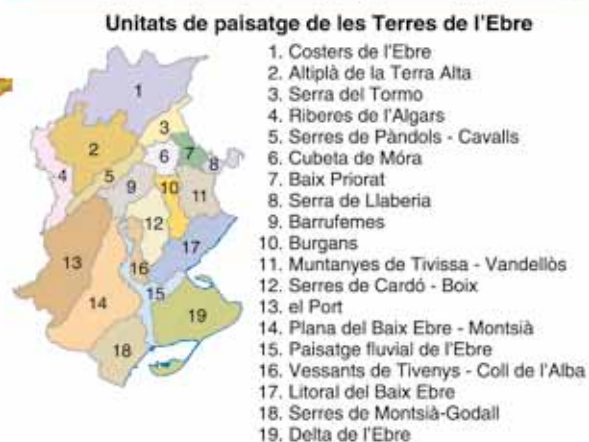 Unitats de paisatge de les Terres de l'Ebre
1. Costers de l'Ebre
2. Altiplà de la Terra Alta
3. Serra del Tormo
4. Riberes de l'Algars
5. Serres de Pàndols - Cavalls
6. Cubeta de Móra
7. Baix Priorat
8. Serra de Llaberia
9. Barrufemes
10. Burgans
11. Muntanyes de Tivissa - Vandellòs
12. Serres de Cardó - Boix
13. el Port
14. Plana del Baix Ebre - Montsià
15. Paisatge fluvial de l'Ebre
16. Vessants de Tivenys - Coll de l'Alba
17. Litoral del Baix Ebre
18. Serres de Montsià-Godall
19. Delta de l'Ebre
1
3
2
6
7
8
4
5
9
10
11
12
17
13
16
15
14
19
18